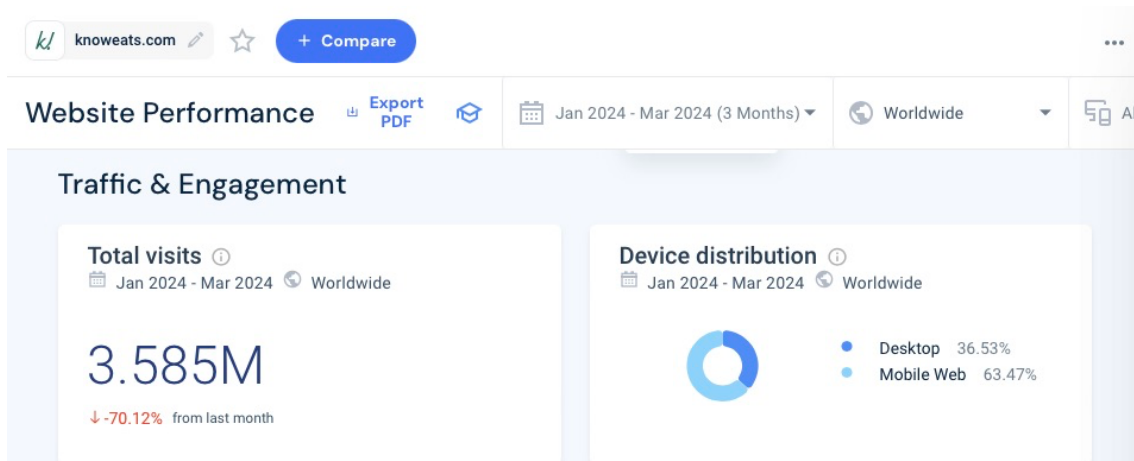 k! knoweats.com
+ Compare
Website Performance
Export
PDF
Jan 2024 - Mar 2024 (3 Months)
Worldwide
Traffic & Engagement
Total visits
Jan 2024 - Mar 2024 Worldwide
3.585M
↓ -70.12% from last month
Device distribution
Jan 2024 - Mar 2024 Worldwide
Desktop 36.53%
Mobile Web 63.47%